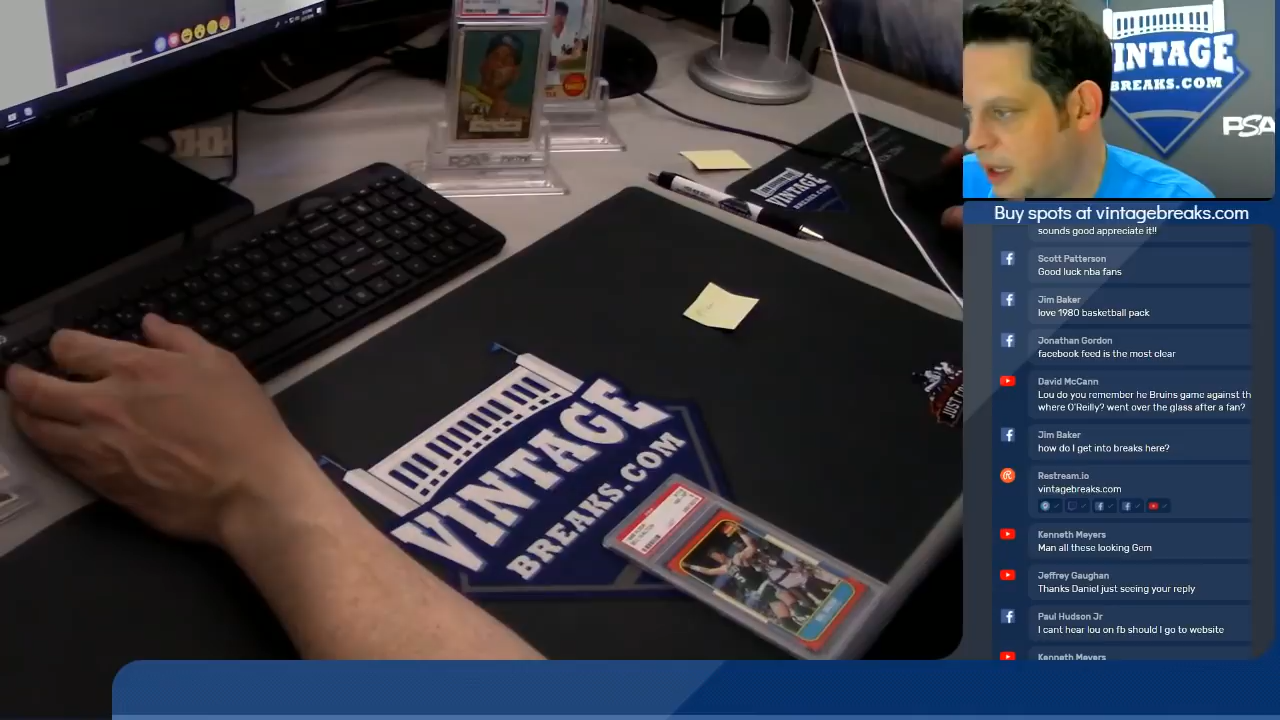 VINTAGE
BREAKS.COM
PSA
Buy spots at vintagebreaks.com
sounds good appreciate it!!
Scott Patterson
Good luck nba fans
Jim Baker
love 1980 basketball pack
Jonathan Gordon
facebook feed is the most clear
David McCann
Lou do you remember he Bruins game against th
where O'Reilly? went over the glass after a fan?
Jim Baker
how do I get into breaks here?
Restream.io
vintagebreaks.com
Kenneth Meyers
Man all these looking Gem
Jeffrey Gaughan
Thanks Daniel just seeing your reply
Paul Hudson Jr
I cant hear lou on fb should I go to website
Kenneth Meyers
VINTAGE
BREAKS.COM
VINTAGE
BREAKS.COM
PSA
JUST
acer